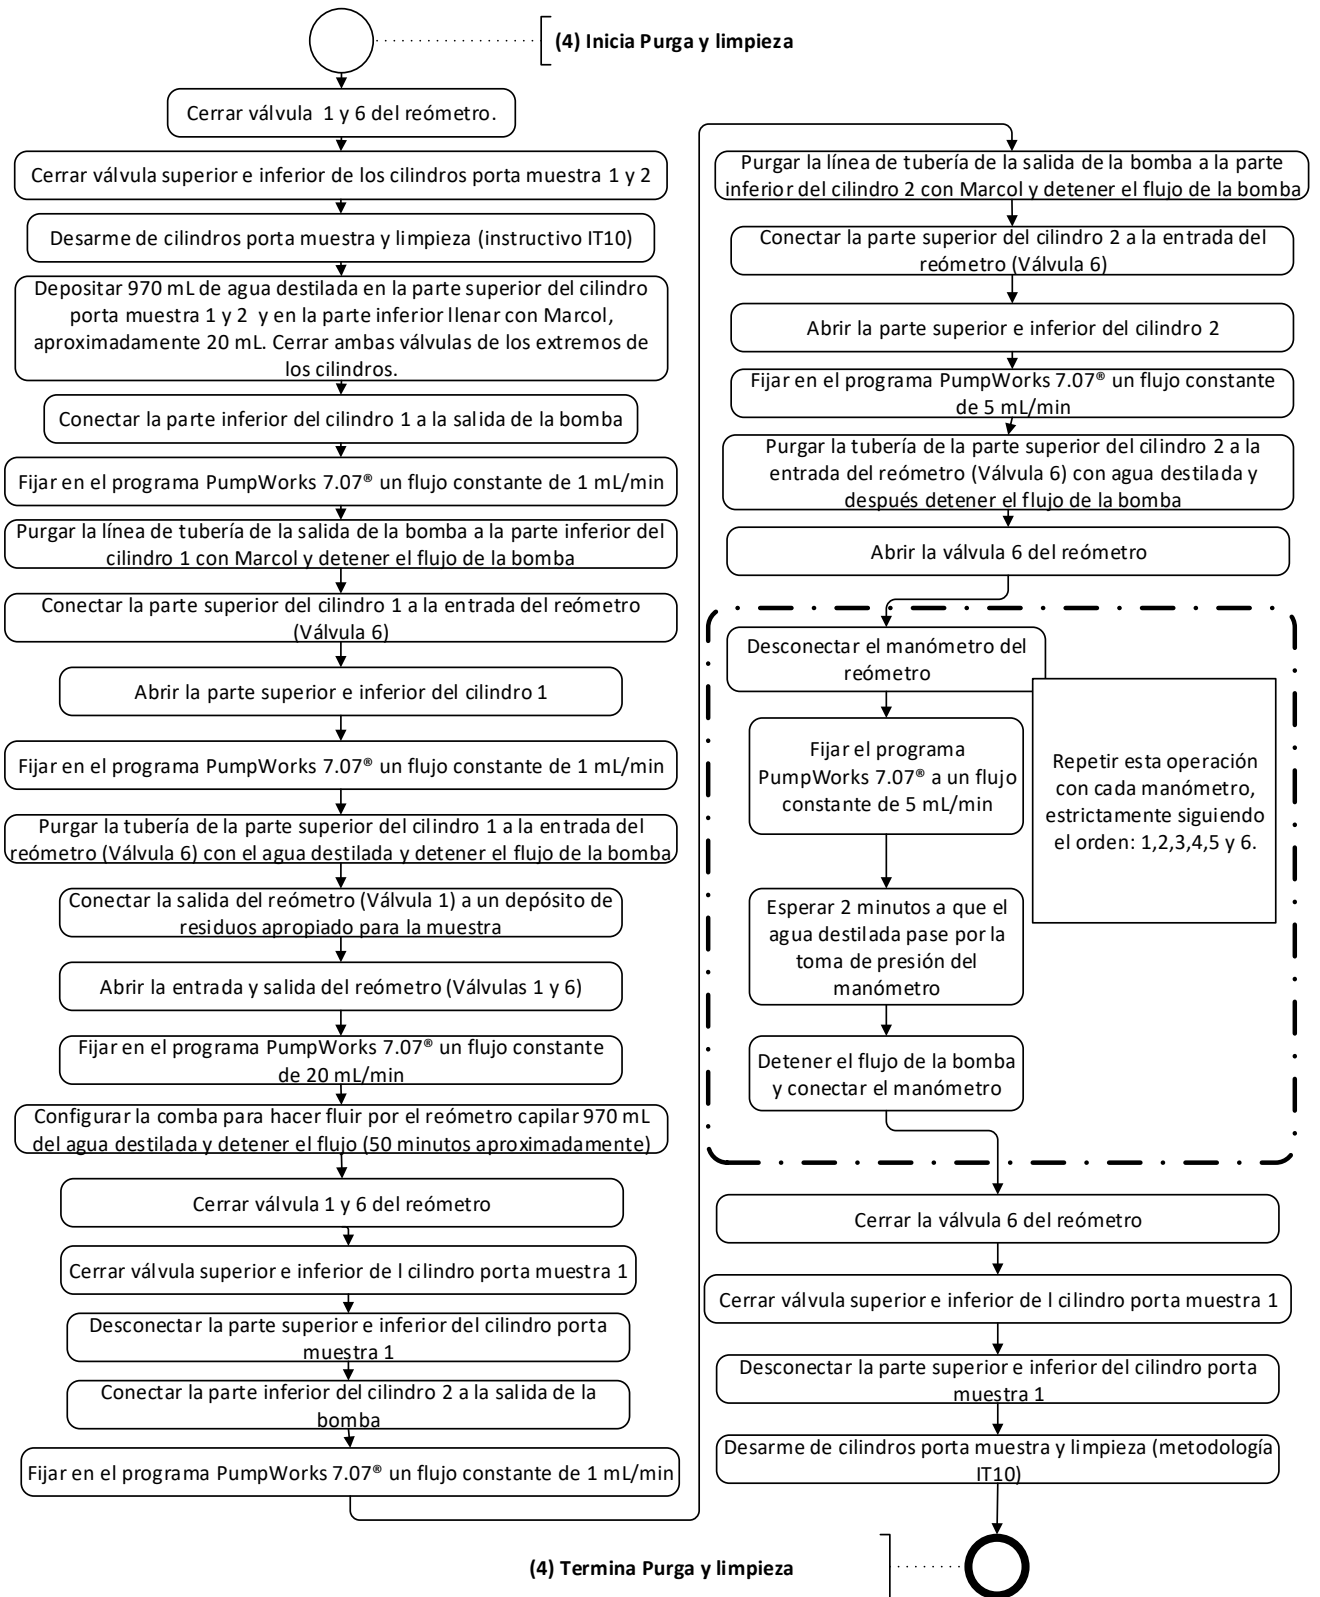 (4) Inicia Purga y limpieza
Cerrar válvula 1 y 6 del reómetro.
Cerrar válvula superior e inferior de los cilindros porta muestra 1 y 2
Desarme de cilindros porta muestra y limpieza (instructivo IT10)
Depositar 970 mL de agua destilada en la parte superior del cilindro
porta muestra 1 y 2 y en la parte inferior llenar con Marcol,
aproximadamente 20 mL. Cerrar ambas válvulas de los extremos de
los cilindros.
Conectar la parte inferior del cilindro 1 a la salida de la bomba
Fijar en el programa PumpWorks 7.07® un flujo constante de 1 mL/min
Purgar la línea de tubería de la salida de la bomba a la parte inferior del
cilindro 1 con Marcol y detener el flujo de la bomba
Conectar la parte superior del cilindro 1 a la entrada del reómetro
(Válvula 6)
Abrir la parte superior e inferior del cilindro 1
Fijar en el programa PumpWorks 7.07® un flujo constante de 1 mL/min
Purgar la tubería de la parte superior del cilindro 1 a la entrada del
reómetro (Válvula 6) con el agua destilada y detener el flujo de la bomba
Conectar la salida del reómetro (Válvula 1) a un depósito de
residuos apropiado para la muestra
Abrir la entrada y salida del reómetro (Válvulas 1 y 6)
Fijar en el programa PumpWorks 7.07® un flujo constante
de 20 mL/min
Configurar la comba para hacer fluir por el reómetro capilar 970 mL
del agua destilada y detener el flujo (50 minutos aproximadamente)
Cerrar válvula 1 y 6 del reómetro
Cerrar válvula superior e inferior de l cilindro porta muestra 1
Desconectar la parte superior e inferior del cilindro porta
muestra 1
Conectar la parte inferior del cilindro 2 a la salida de la
bomba
Fijar en el programa PumpWorks 7.07® un flujo constante de 1 mL/min
Purgar la línea de tubería de la salida de la bomba a la parte
inferior del cilindro 2 con Marcol y detener el flujo de la bomba
Conectar la parte superior del cilindro 2 a la entrada del
reómetro (Válvula 6)
Abrir la parte superior e inferior del cilindro 2
Fijar en el programa PumpWorks 7.07® un flujo constante
de 5 mL/min
Purgar la tubería de la parte superior del cilindro 2 a la
entrada del reómetro (Válvula 6) con agua destilada y
después detener el flujo de la bomba
Abrir la válvula 6 del reómetro
Desconectar el manómetro del
reómetro
Fijar el programa
PumpWorks 7.07® a un flujo
constante de 5 mL/min
Esperar 2 minutos a que el
agua destilada pase por la
toma de presión del
manómetro
Detener el flujo de la bomba
y conectar el manómetro
Repetir esta operación
con cada manómetro,
estrictamente siguiendo
el orden: 1,2,3,4,5 y 6.
Cerrar la válvula 6 del reómetro
Cerrar válvula superior e inferior de l cilindro porta muestra 1
Desconectar la parte superior e inferior del cilindro porta
muestra 1
Desarme de cilindros porta muestra y limpieza (metodología
IT10)
(4) Termina Purga y limpieza